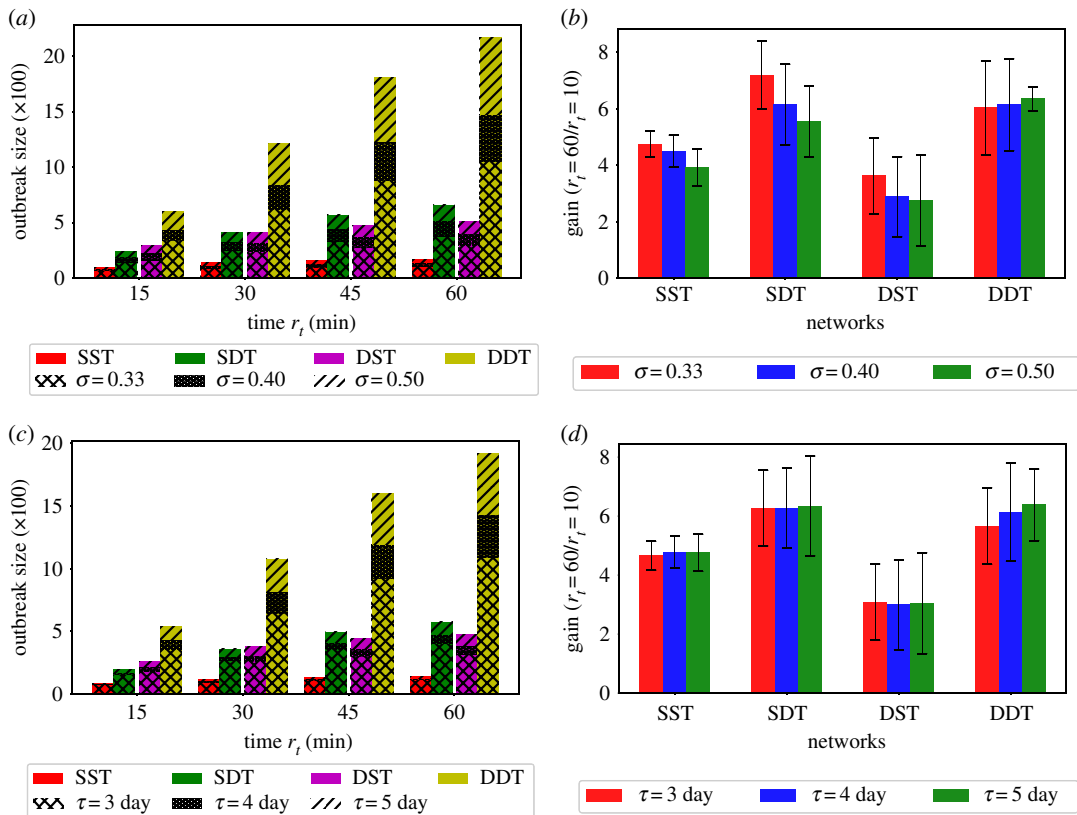 (a)
20
15
10
5
0
outbreak size (×100)
15 30 45 60
time r_t (min)
SST SDT DST DDT
σ = 0.33 σ = 0.40 σ = 0.50
(b)
8
6
4
2
0
gain (r_t = 60/r_t = 10)
SST SDT DST DDT
networks
σ = 0.33 σ = 0.40 σ = 0.50
(c)
20
15
10
5
0
outbreak size (×100)
15 30 45 60
time r_t (min)
SST SDT DST DDT
τ = 3 day τ = 4 day τ = 5 day
(d)
8
6
4
2
0
gain (r_t = 60/r_t = 10)
SST SDT DST DDT
networks
τ = 3 day τ = 4 day τ = 5 day